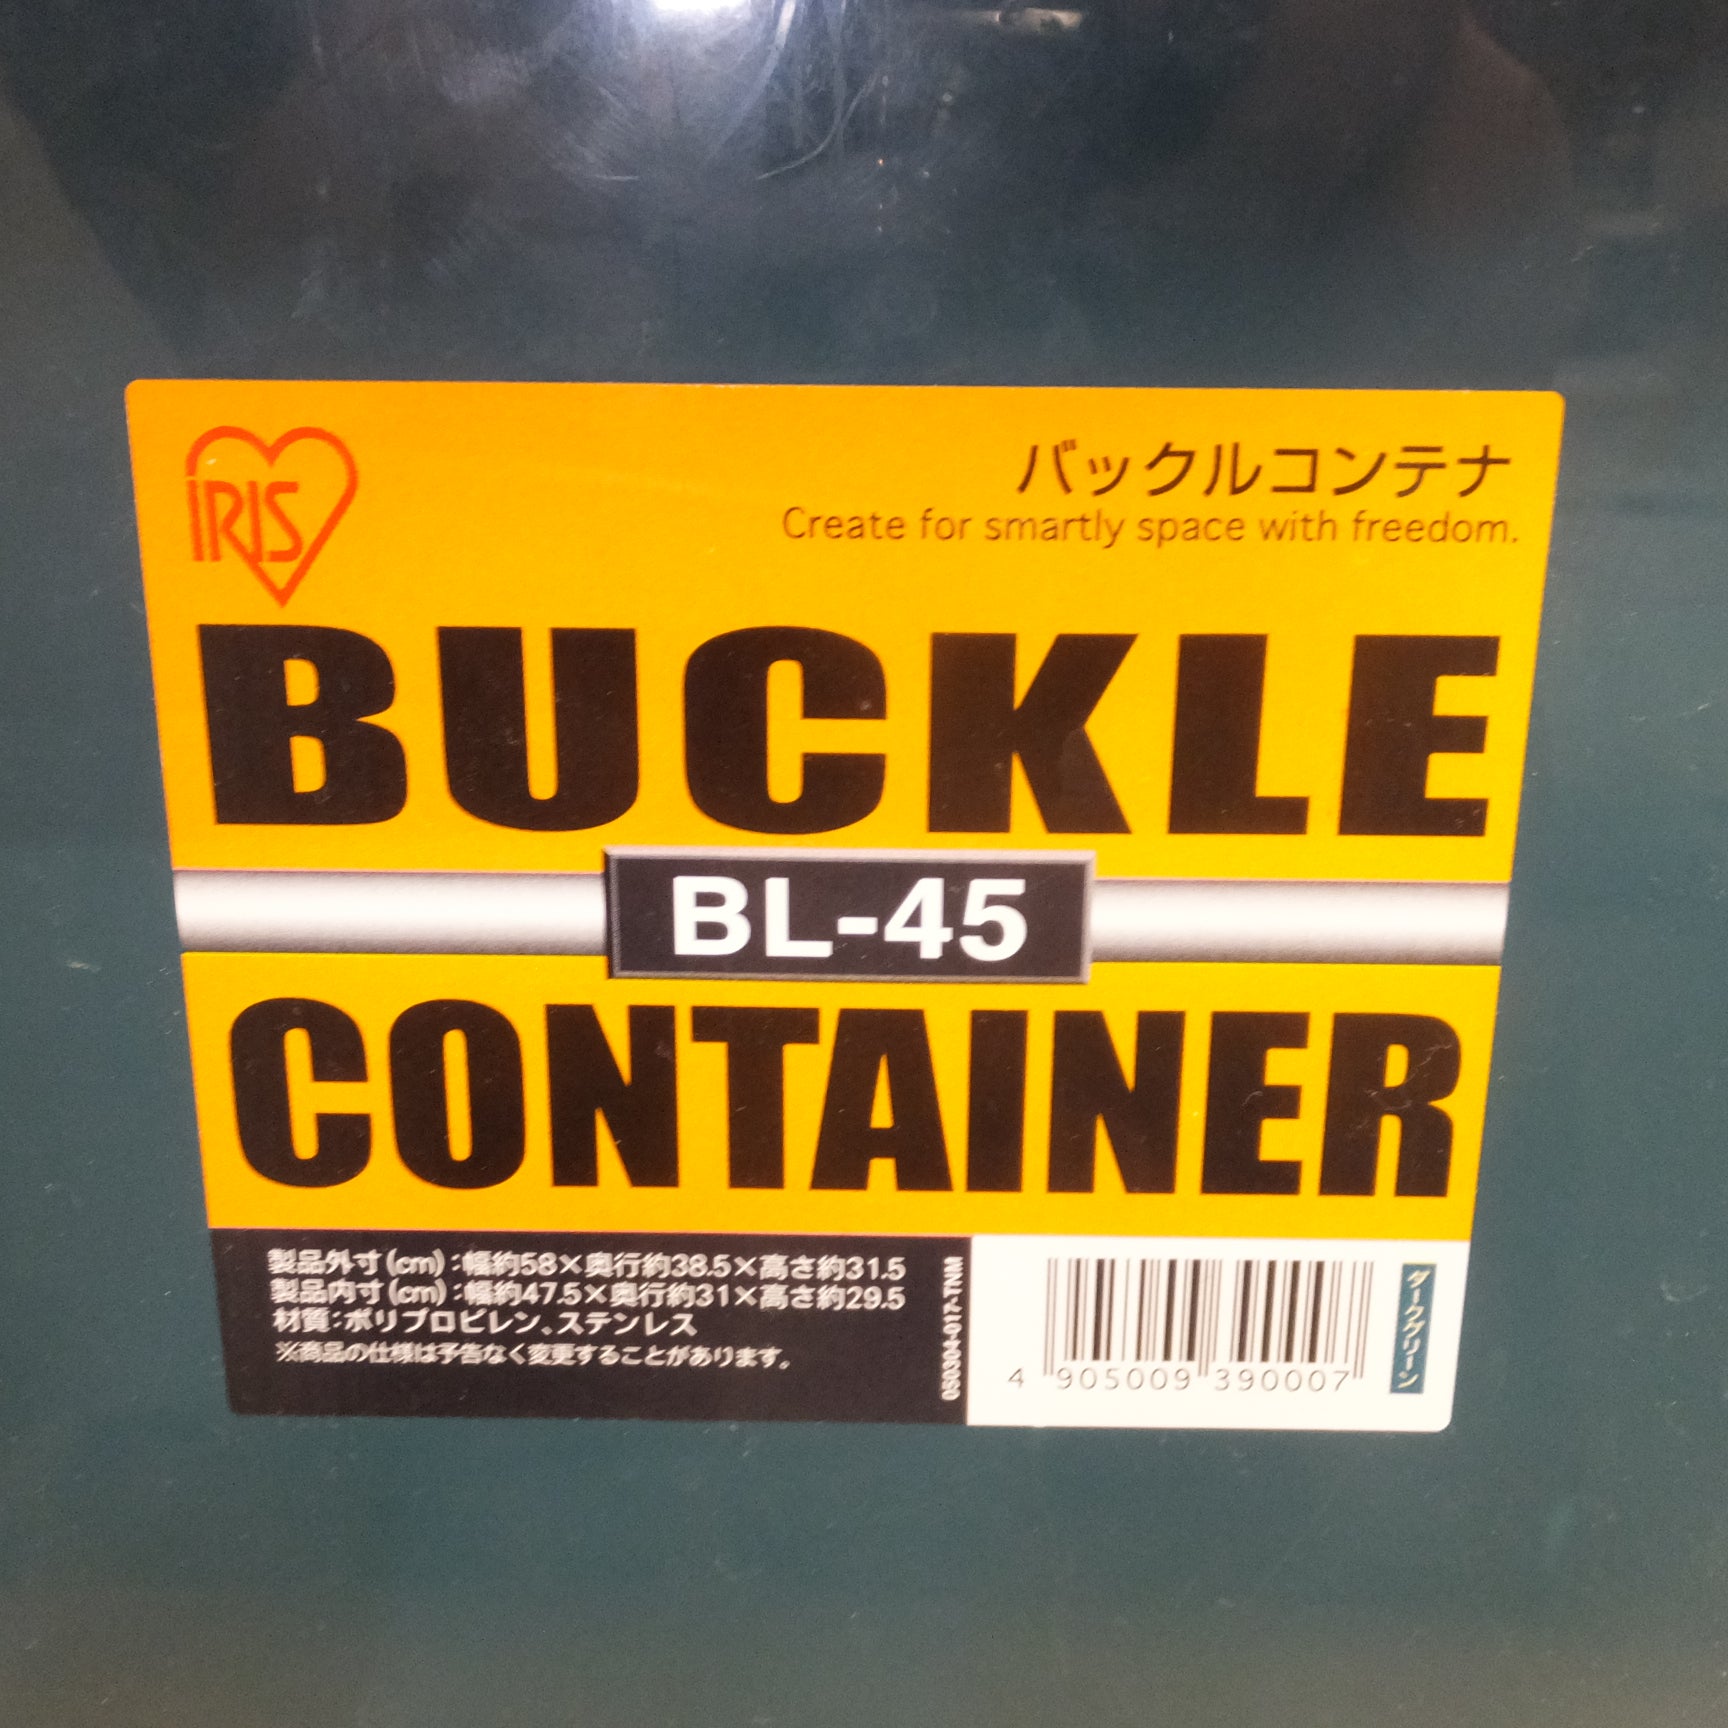 IRIS
バックルコンテナ
Create for smartly space with freedom.
BUCKLE
BL-45
CONTAINER
製品外寸(cm):幅約58×奥行約38.5×高さ約31.5
製品内寸(cm):幅約47.5×奥行約31×高さ約29.5
材質:ポリプロピレン、ステンレス
※商品の仕様は予告なく変更することがあります。
050304-017-TNM
4 905009 390007
ダークグリーン